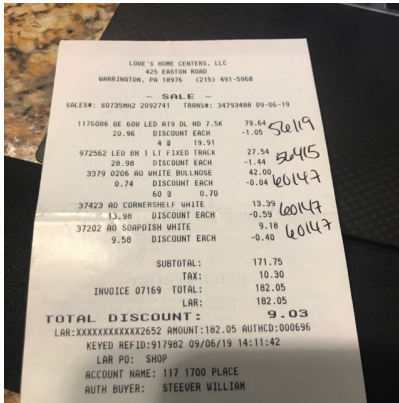 LOWE'S HOME CENTERS, LLC
425 EASTON ROAD
WARRINGTON, PA 18976 (215) 491-5968
- SALE -
SALES#: SO735MH2 2092741 TRANS#: 34793488 09-06-19
1176086 GE 60W LED A19 DL ND 7.5K 79.64 56119
20.96 DISCOUNT EACH -1.05
4 @ 19.91
972562 LED BN 1 LT FIXED TRACK 27.54 56415
28.98 DISCOUNT EACH -1.44
3379 0206 AO WHITE BULLNOSE 42.00 60147
0.74 DISCOUNT EACH -0.04
60 @ 0.70
37423 AO CORNERSHELF WHITE 13.39 60147
13.98 DISCOUNT EACH -0.59
37202 AO SOAPDISH WHITE 9.18 60147
9.58 DISCOUNT EACH -0.40
SUBTOTAL: 171.75
TAX: 10.30
INVOICE 07169 TOTAL: 182.05
LAR: 182.05
TOTAL DISCOUNT: 9.03
LAR:XXXXXXXXXXXX2652 AMOUNT:182.05 AUTHCD:000696
KEYED REFID:917982 09/06/19 14:11:42
LAR PO: SHOP
ACCOUNT NAME: 117 1700 PLACE
AUTH BUYER: STEEVER WILLIAM